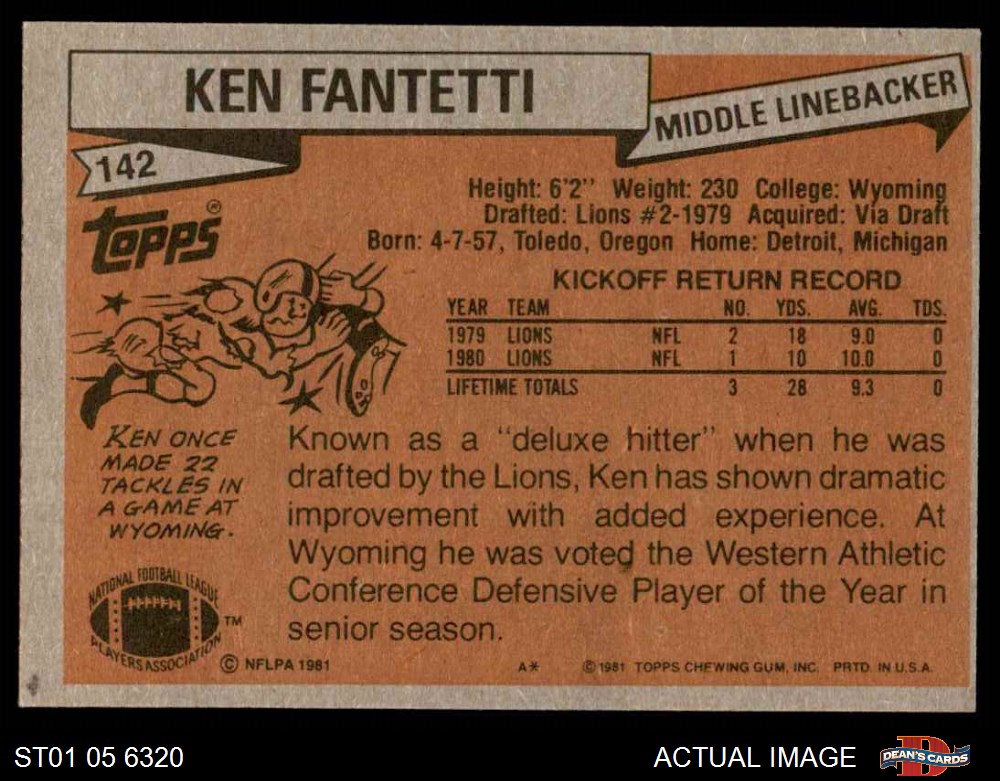 KEN FANTETTI
MIDDLE LINEBACKER
142
TOPPS®
Height: 6'2" Weight: 230 College: Wyoming
Drafted: Lions #2-1979 Acquired: Via Draft
Born: 4-7-57, Toledo, Oregon Home: Detroit, Michigan
KICKOFF RETURN RECORD
YEAR TEAM NO. YDS. AVG. TDS.
1979 LIONS NFL 2 18 9.0 0
1980 LIONS NFL 1 10 10.0 0
LIFETIME TOTALS 3 28 9.3 0
KEN ONCE
MADE 22
TACKLES IN
A GAME AT
WYOMING.
Known as a "deluxe hitter" when he was
drafted by the Lions, Ken has shown dramatic
improvement with added experience. At
Wyoming he was voted the Western Athletic
Conference Defensive Player of the Year in
senior season.
NATIONAL FOOTBALL LEAGUE
PLAYERS ASSOCIATION
TM
© NFLPA 1981
A* © 1981 TOPPS CHEWING GUM, INC. PRTD. IN U.S.A.
ST01 05 6320
ACTUAL IMAGE
D
DEAN'S CARDS